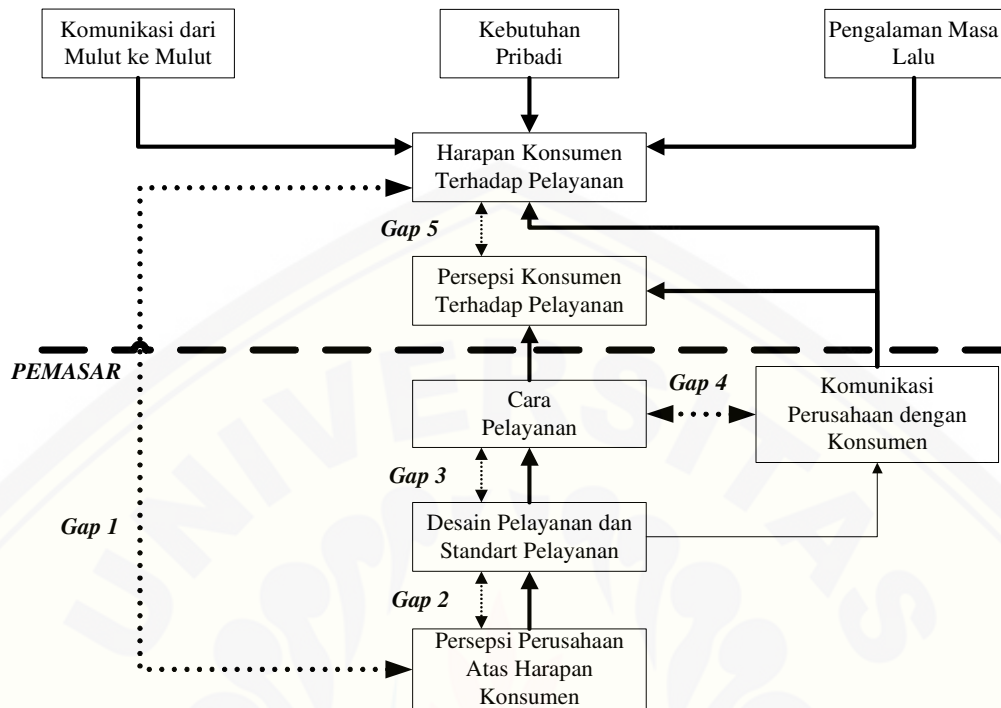 Komunikasi dari
Mulut ke Mulut
Kebutuhan
Pribadi
Pengalaman Masa
Lalu
Harapan Konsumen
Terhadap Pelayanan
Gap 5
Persepsi Konsumen
Terhadap Pelayanan
PEMASAR
Cara
Pelayanan
Gap 4
Komunikasi
Perusahaan dengan
Konsumen
Gap 3
Gap 1
Desain Pelayanan dan
Standart Pelayanan
Gap 2
Persepsi Perusahaan
Atas Harapan
Konsumen
UNIVERSITAS